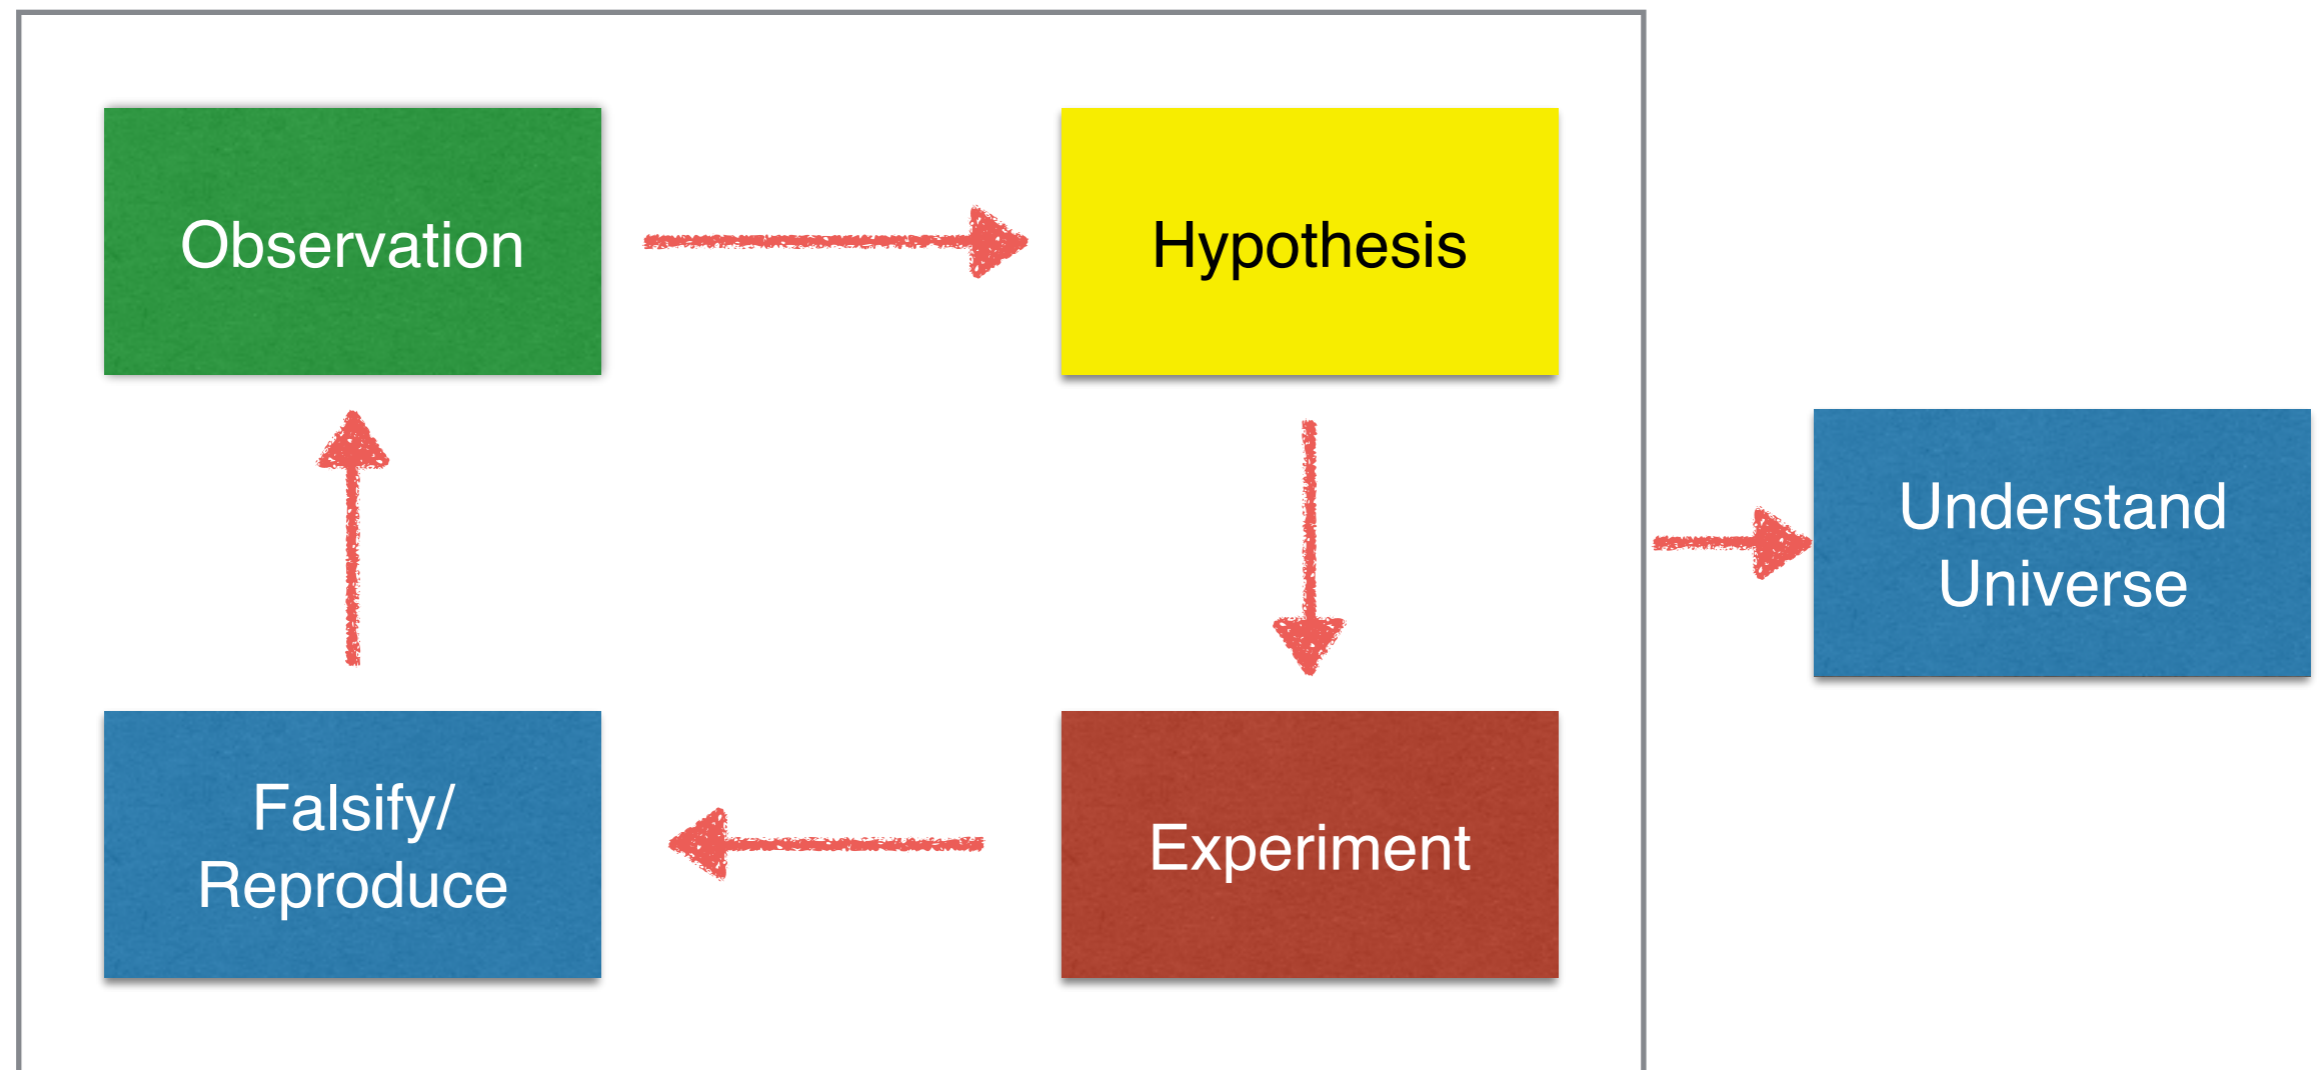 Observation
Hypothesis
Understand
Universe
Falsify/
Reproduce
Experiment